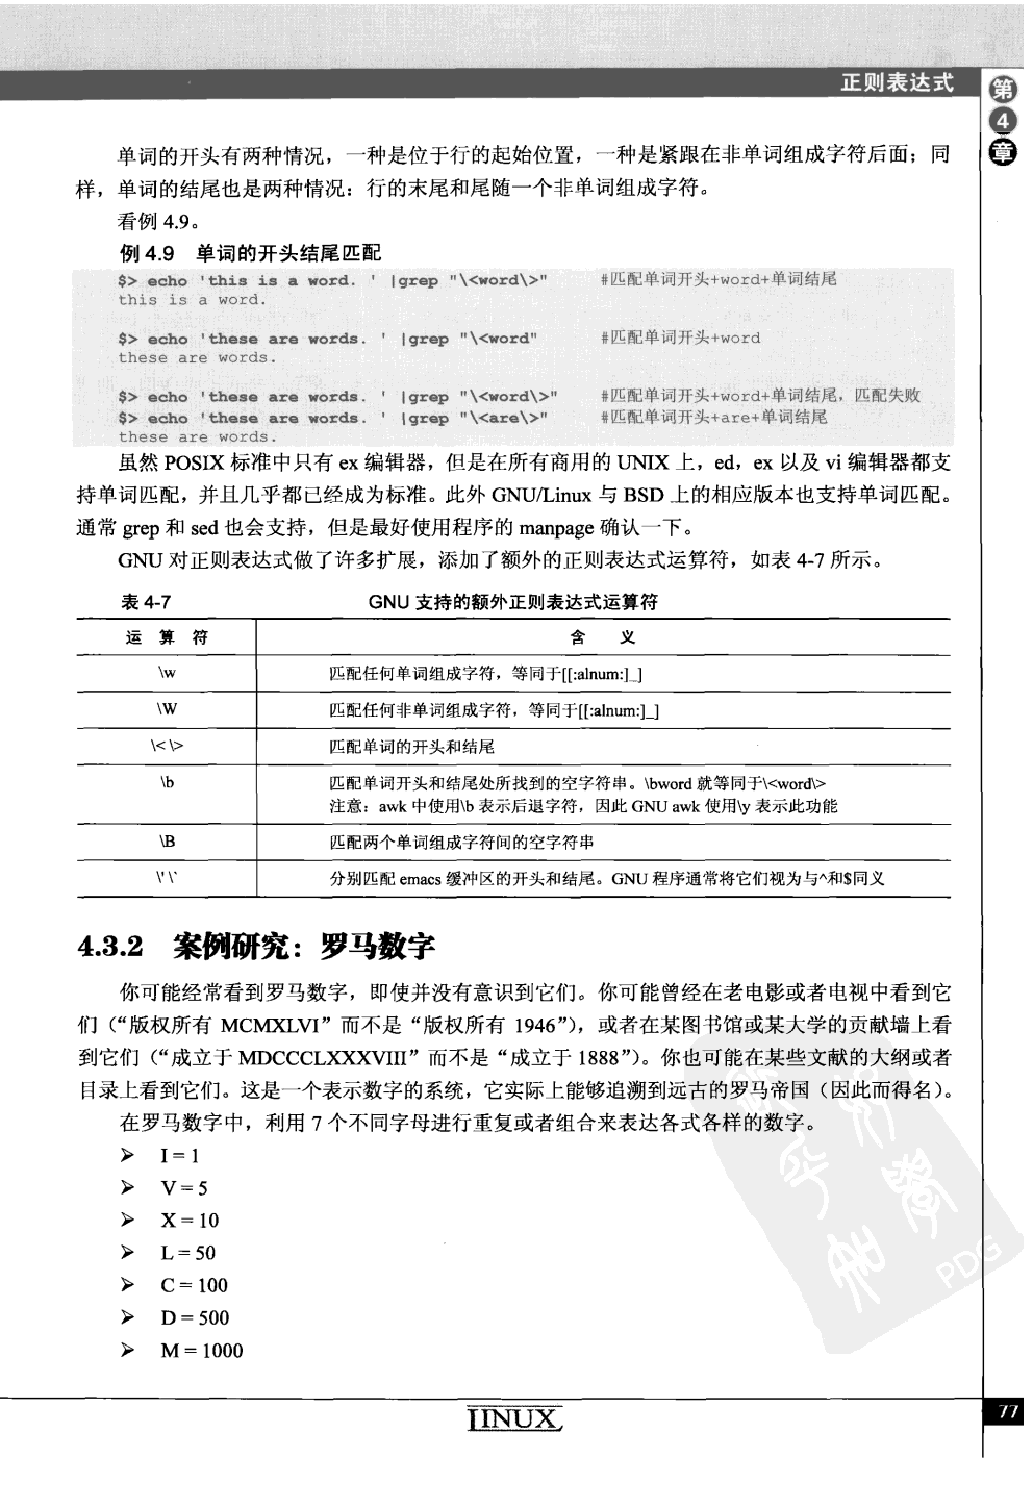 正则表达式
第4章
单词的开头有两种情况，一种是位于行的起始位置，一种是紧跟在非单词组成字符后面；同
样，单词的结尾也是两种情况：行的末尾和尾随一个非单词组成字符。
看例 4.9。
例 4.9 单词的开头结尾匹配
$> echo 'this is a word. ' |grep "\<word\>" #匹配单词开头+word+单词结尾
this is a word.
$> echo 'these are words. ' |grep "\<word" #匹配单词开头+word
these are words.
$> echo 'these are words. ' |grep "\<word\>" #匹配单词开头+word+单词结尾，匹配失败
$> echo 'these are words. ' |grep "\<are\>" #匹配单词开头+are+单词结尾
these are words.
虽然 POSIX 标准中只有 ex 编辑器，但是在所有商用的 UNIX 上，ed，ex 以及 vi 编辑器都支
持单词匹配，并且几乎都已经成为标准。此外 GNU/Linux 与 BSD 上的相应版本也支持单词匹配。
通常 grep 和 sed 也会支持，但是最好使用程序的 manpage 确认一下。
GNU 对正则表达式做了许多扩展，添加了额外的正则表达式运算符，如表 4-7 所示。
表 4-7 GNU 支持的额外正则表达式运算符
运 算 符 含 义
\w 匹配任何单词组成字符，等同于[[:alnum:]_]
\W 匹配任何非单词组成字符，等同于[[:alnum:]_]
\<\> 匹配单词的开头和结尾
\b 匹配单词开头和结尾处所找到的空字符串。\bword 就等同于\<word\>
注意：awk 中使用\b 表示后退字符，因此 GNU awk 使用\y 表示此功能
\B 匹配两个单词组成字符间的空字符串
\' \` 分别匹配 emacs 缓冲区的开头和结尾。GNU 程序通常将它们视为与^和$同义
4.3.2 案例研究：罗马数字
你可能经常看到罗马数字，即使并没有意识到它们。你可能曾经在老电影或者电视中看到它
们（“版权所有 MCMXLVI”而不是“版权所有 1946”），或者在某图书馆或某大学的贡献墙上看
到它们（“成立于 MDCCCLXXXVIII”而不是“成立于 1888”）。你也可能在某些文献的大纲或者
目录上看到它们。这是一个表示数字的系统，它实际上能够追溯到远古的罗马帝国（因此而得名）。
在罗马数字中，利用 7 个不同字母进行重复或者组合来表达各式各样的数字。
➢ I = 1
➢ V = 5
➢ X = 10
➢ L = 50
➢ C = 100
➢ D = 500
➢ M = 1000
PDG
LINUX
77